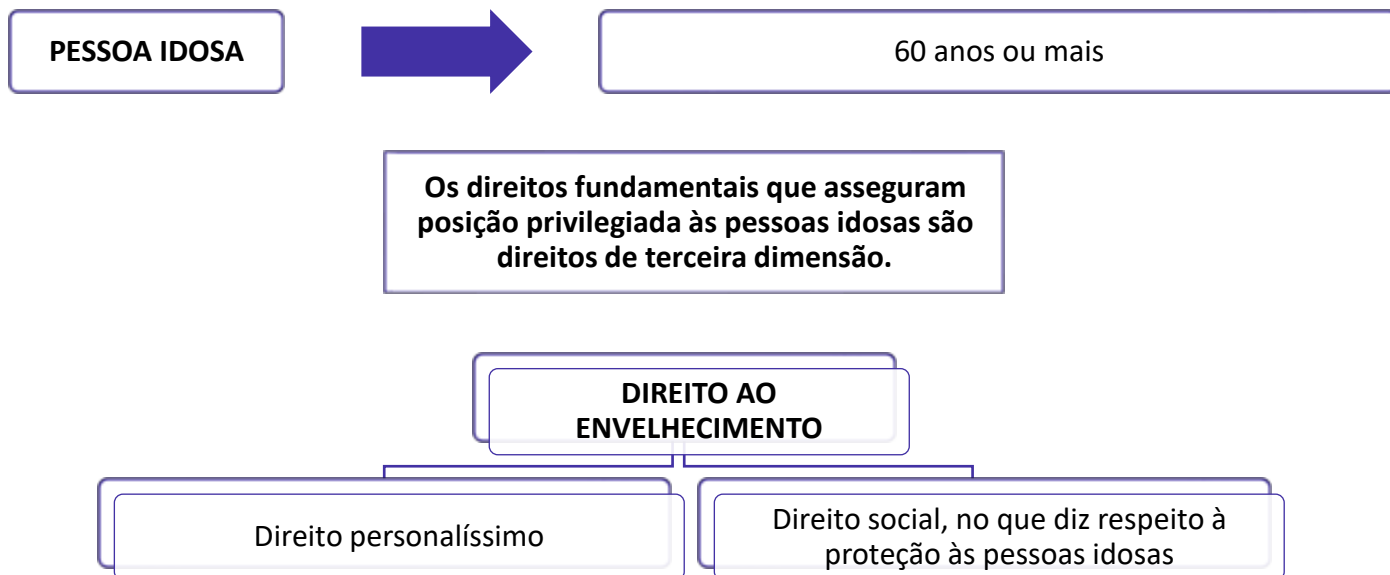 PESSOA IDOSA
60 anos ou mais
Os direitos fundamentais que asseguram
posição privilegiada às pessoas idosas são
direitos de terceira dimensão.
DIREITO AO
ENVELHECIMENTO
Direito personalíssimo
Direito social, no que diz respeito à
proteção às pessoas idosas